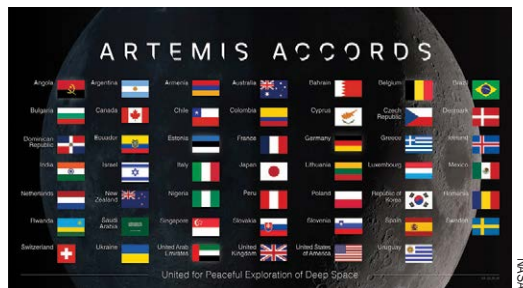 ARTEMIS ACCORDS
Angola Argentina Armenia Australia Bahrain Belgium Brazil
Bulgaria Canada Chile Colombia Cyprus Czech Republic Denmark
Dominican Republic Ecuador Estonia France Germany Greece Iceland
India Israel Italy Japan Lithuania Luxembourg Mexico
Netherlands New Zealand Nigeria Peru Poland Republic of Korea Romania
Rwanda Saudi Arabia Singapore Slovakia Slovenia Spain Sweden
Switzerland Ukraine United Arab Emirates United Kingdom United States of America Uruguay
United for Peaceful Exploration of Deep Space
NASA